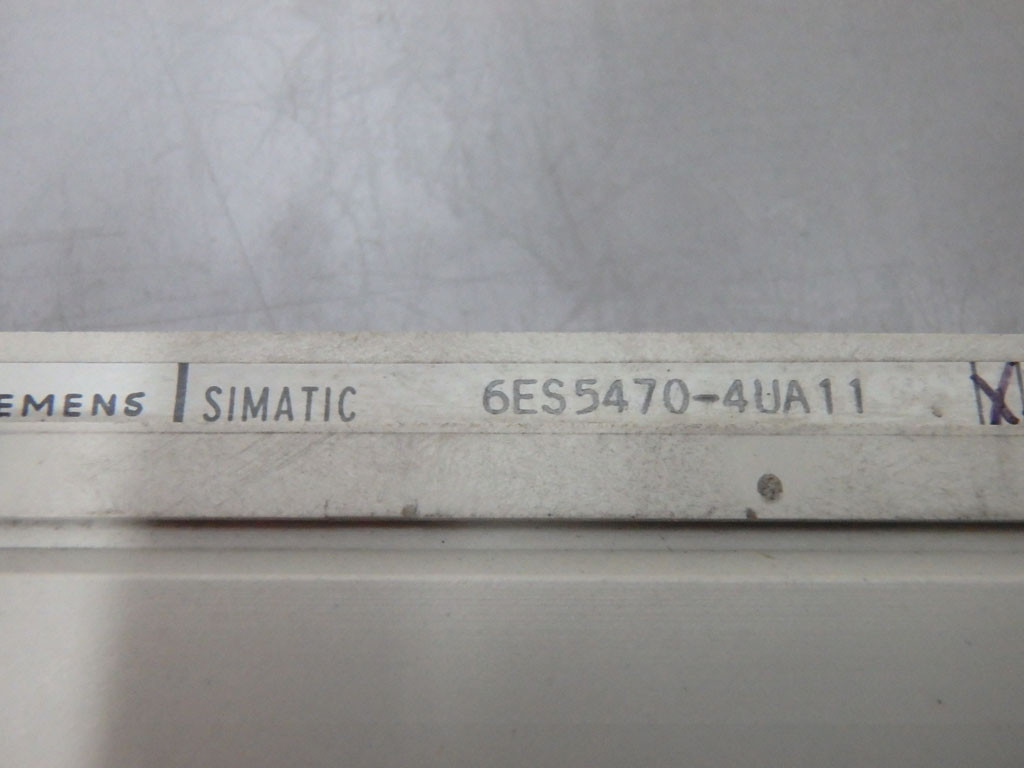 EMENS | SIMATIC 6ES5470-4UA11 X